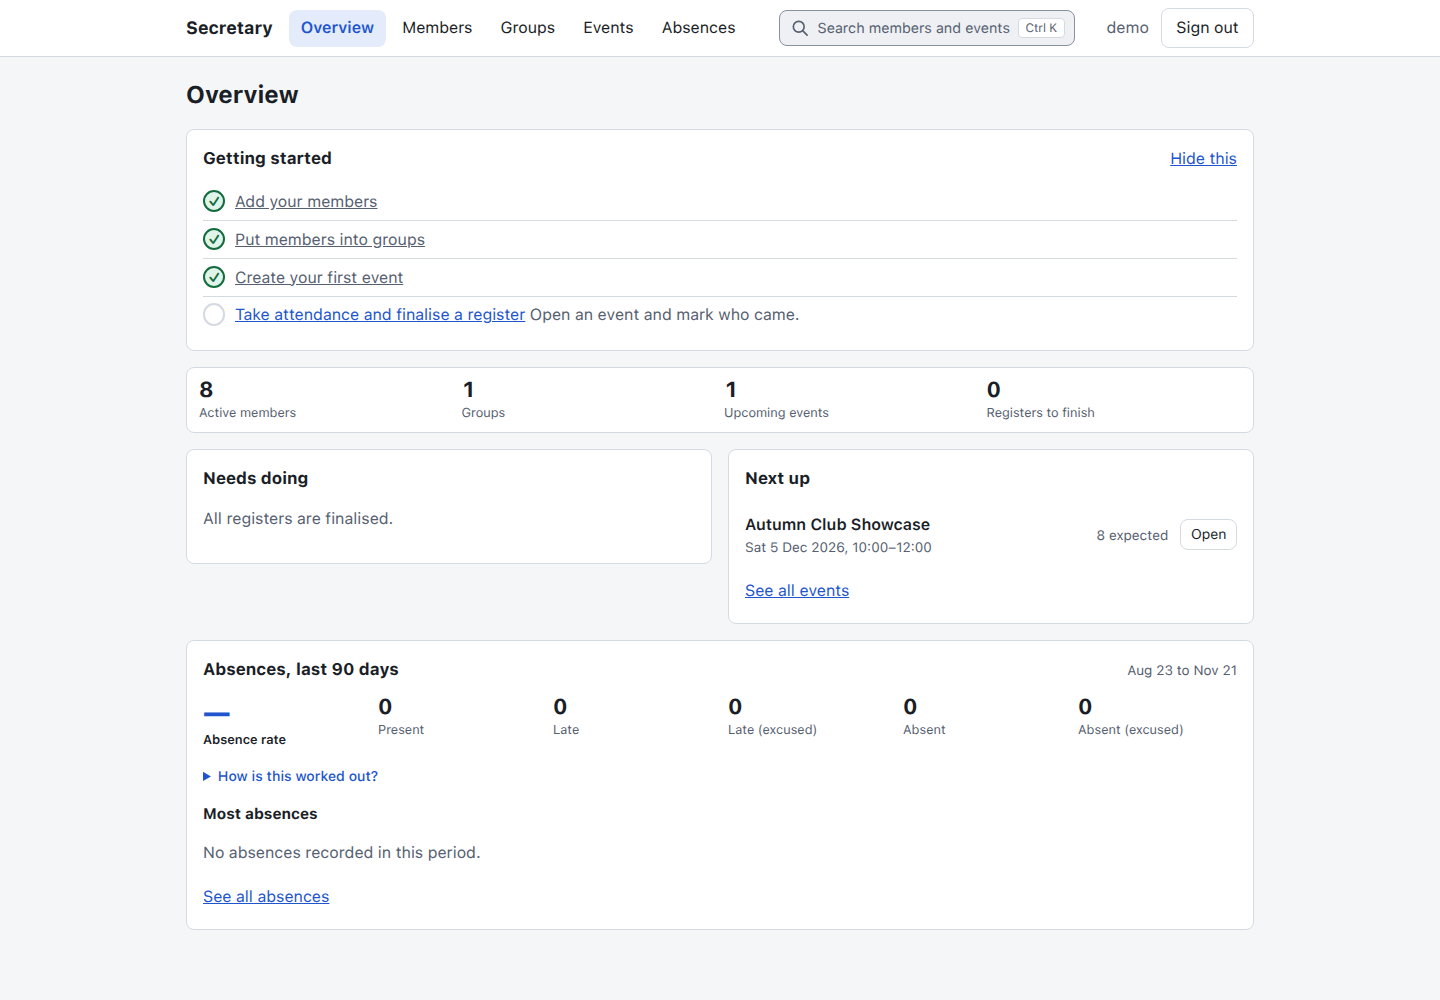 Secretary Overview Members Groups Events Absences Search members and events Ctrl K demo Sign out
Overview
Getting started Hide this
Add your members
Put members into groups
Create your first event
Take attendance and finalise a register Open an event and mark who came.
8 1 1 0
Active members Groups Upcoming events Registers to finish
Needs doing
All registers are finalised.
Next up
Autumn Club Showcase
Sat 5 Dec 2026, 10:00–12:00
8 expected Open
See all events
Absences, last 90 days Aug 23 to Nov 21
— 0 0 0 0 0
Absence rate Present Late Late (excused) Absent Absent (excused)
How is this worked out?
Most absences
No absences recorded in this period.
See all absences